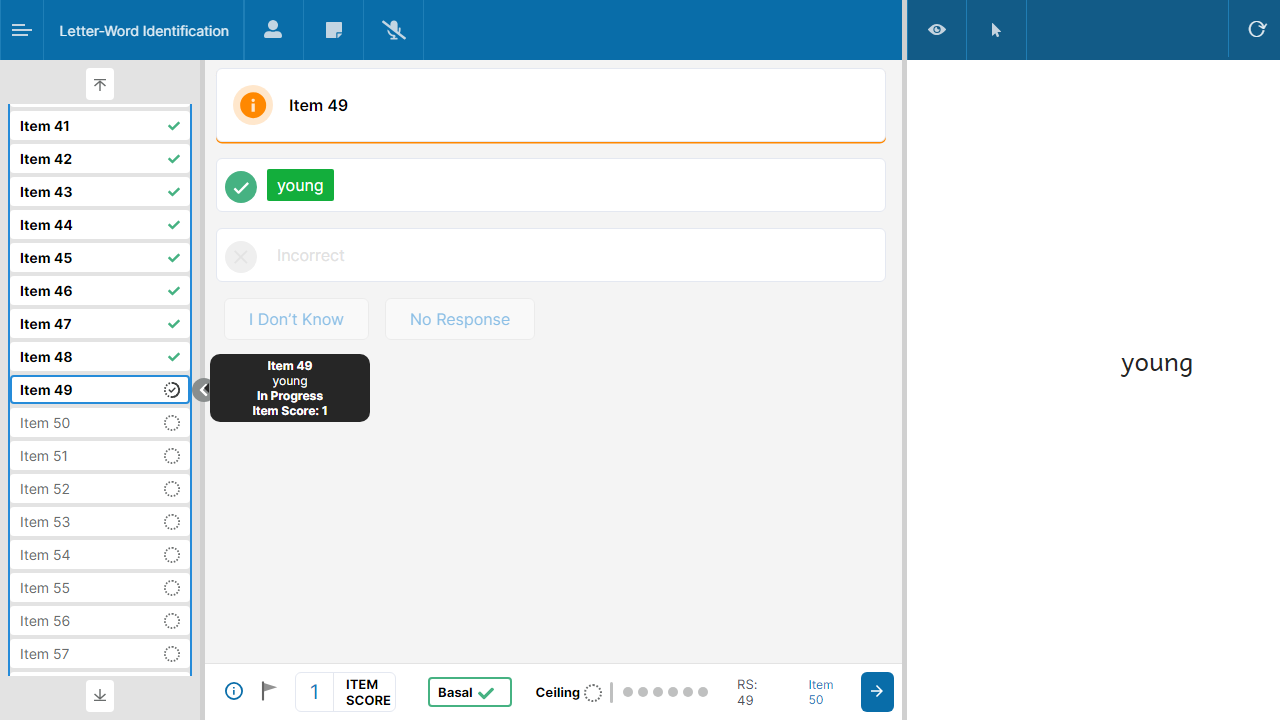 Letter-Word Identification
Item 41
Item 42
Item 43
Item 44
Item 45
Item 46
Item 47
Item 48
Item 49
Item 50
Item 51
Item 52
Item 53
Item 54
Item 55
Item 56
Item 57
Item 49
young
Incorrect
I Don't Know
No Response
Item 49
young
In Progress
Item Score: 1
1
ITEM
SCORE
Basal
Ceiling
RS:
49
Item
50
young